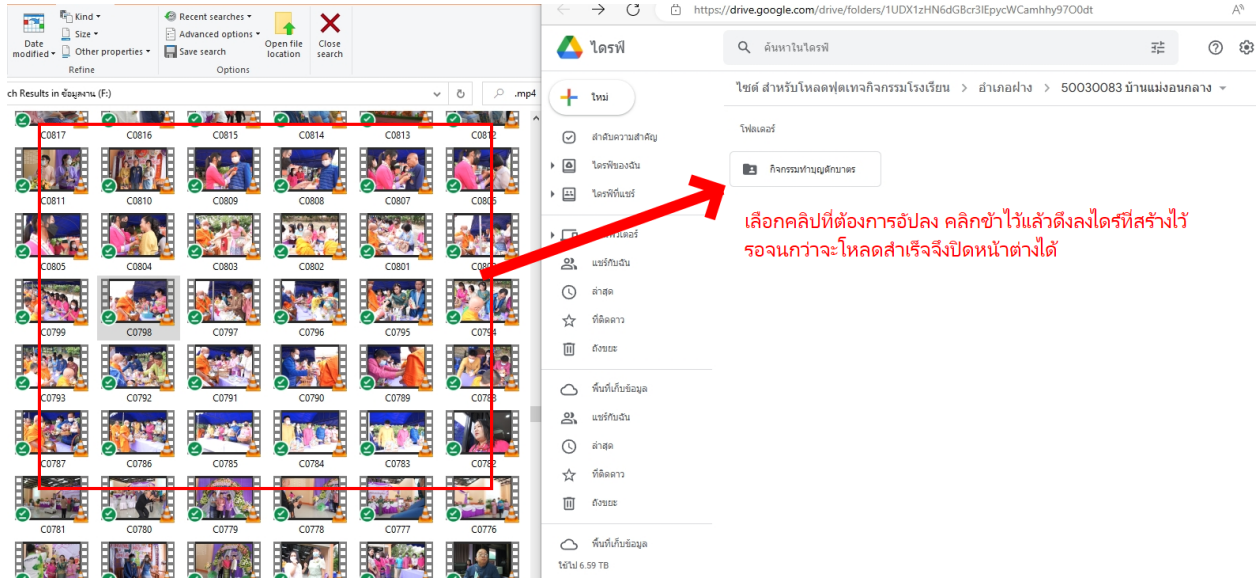 Kind
Size
Other properties
Date
modified
Refine
Recent searches
Advanced options
Save search
Open file
location
Close
search
Options
ch Results in ข้อมูลงาน (F:)
.mp4
C0817 C0816 C0815 C0814 C0813 C0812
C0811 C0810 C0809 C0808 C0807 C0806
C0805 C0804 C0803 C0802 C0801
C0799 C0798 C0797 C0796 C0795 C0794
C0793 C0792 C0791 C0790 C0789 C0788
C0787 C0786 C0785 C0784 C0783 C0782
C0781 C0780 C0779 C0778 C0777 C0776
https://drive.google.com/drive/folders/1UDX1zHN6dGBcr3lEpycWCamhhy97O0dt
ไดรฟ์
ค้นหาในไดรฟ์
ใหม่
ลำดับความสำคัญ
ไดรฟ์ของฉัน
ไดรฟ์ที่แชร์
แชร์กับฉัน
ล่าสุด
ที่ติดดาว
ถังขยะ
พื้นที่เก็บข้อมูล
แชร์กับฉัน
ล่าสุด
ที่ติดดาว
ถังขยะ
พื้นที่เก็บข้อมูล
ใช้ไป 6.59 TB
ไซต์ สำหรับโหลดฟุตเทจกิจกรรมโรงเรียน > อำเภอฝาง > 50030083 บ้านแม่งอนกลาง
โฟลเดอร์
กิจกรรมทำบุญตักบาตร
เลือกคลิปที่ต้องการอัปลง คลิกขัาไว้แล้วดึงลงไดร์ที่สร้างไว้
รอจนกว่าจะโหลดสำเร็จจึงปิดหน้าต่างได้